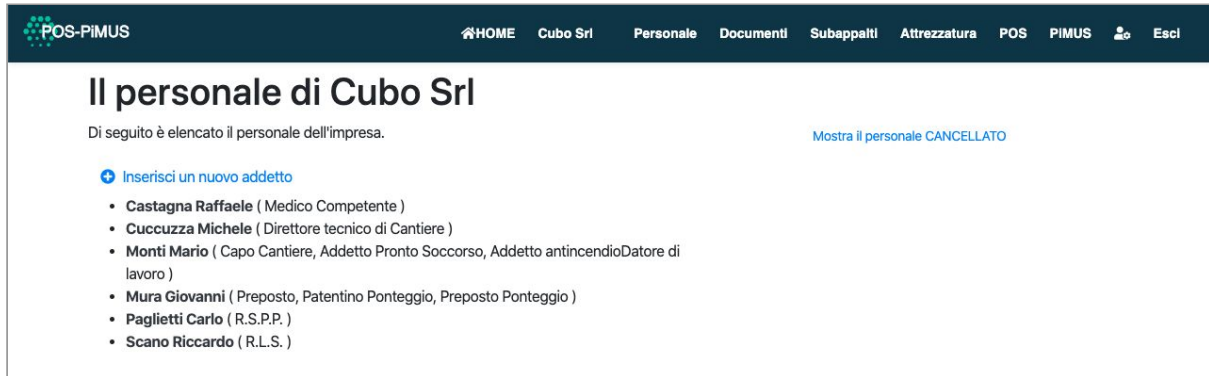 POS-PiMUS
HOME Cubo Srl Personale Documenti Subappalti Attrezzatura POS PiMUS Esci
Il personale di Cubo Srl
Di seguito è elencato il personale dell'impresa.
Mostra il personale CANCELLATO
Inserisci un nuovo addetto
• Castagna Raffaele ( Medico Competente )
• Cuccuzza Michele ( Direttore tecnico di Cantiere )
• Monti Mario ( Capo Cantiere, Addetto Pronto Soccorso, Addetto antincendioDatore di
lavoro )
• Mura Giovanni ( Preposto, Patentino Ponteggio, Preposto Ponteggio )
• Paglietti Carlo ( R.S.P.P. )
• Scano Riccardo ( R.L.S. )